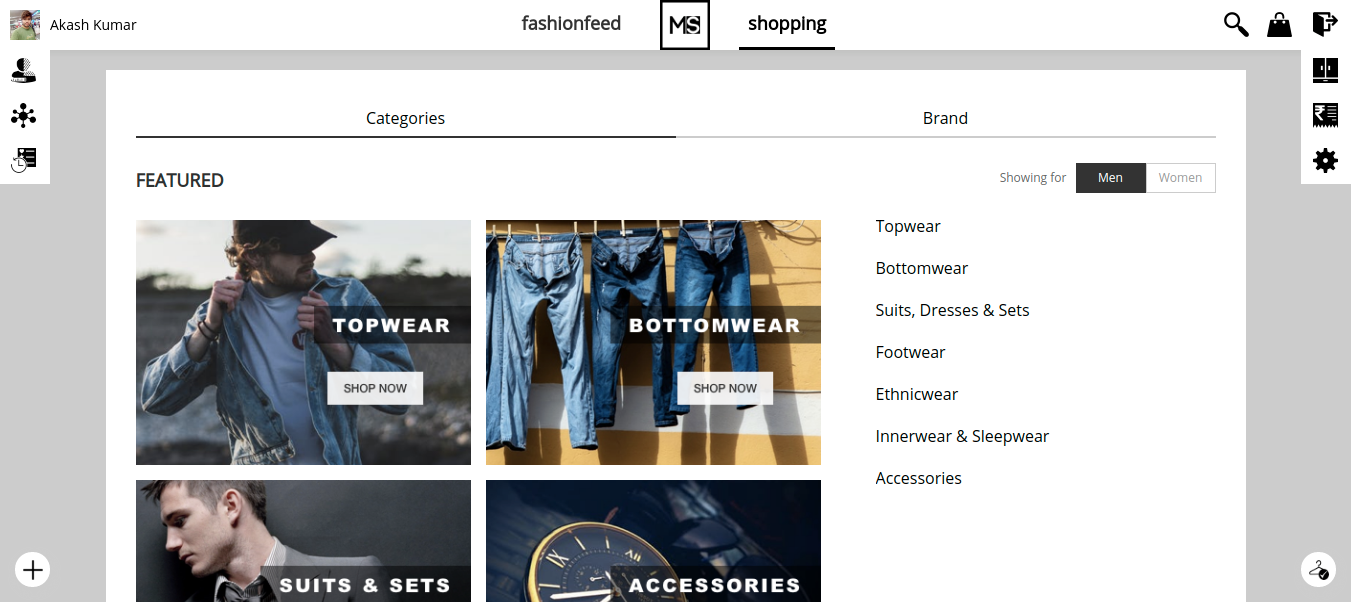 Akash Kumar
fashionfeed
MS
shopping
Categories
Brand
FEATURED
Showing for
Men
Women
TOPWEAR
SHOP NOW
BOTTOMWEAR
SHOP NOW
Topwear
Bottomwear
Suits, Dresses & Sets
Footwear
Ethnicwear
Innerwear & Sleepwear
Accessories
SUITS & SETS
ACCESSORIES